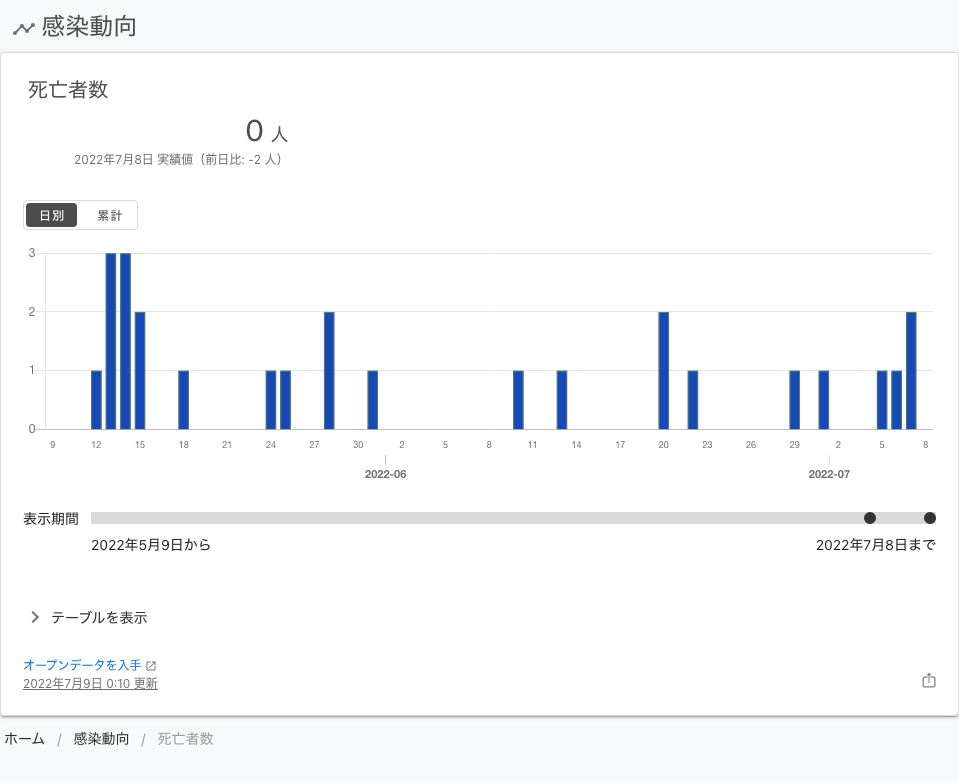 感染動向
死亡者数
0 人
2022年7月8日 実績値（前日比: -2 人）
日別 累計
3
2
1
0
9 12 15 18 21 24 27 30 2 5 8 11 14 17 20 23 26 29 2 5 8
2022-06 2022-07
表示期間
2022年5月9日から 2022年7月8日まで
テーブルを表示
オープンデータを入手
2022年7月9日 0:10 更新
ホーム / 感染動向 / 死亡者数